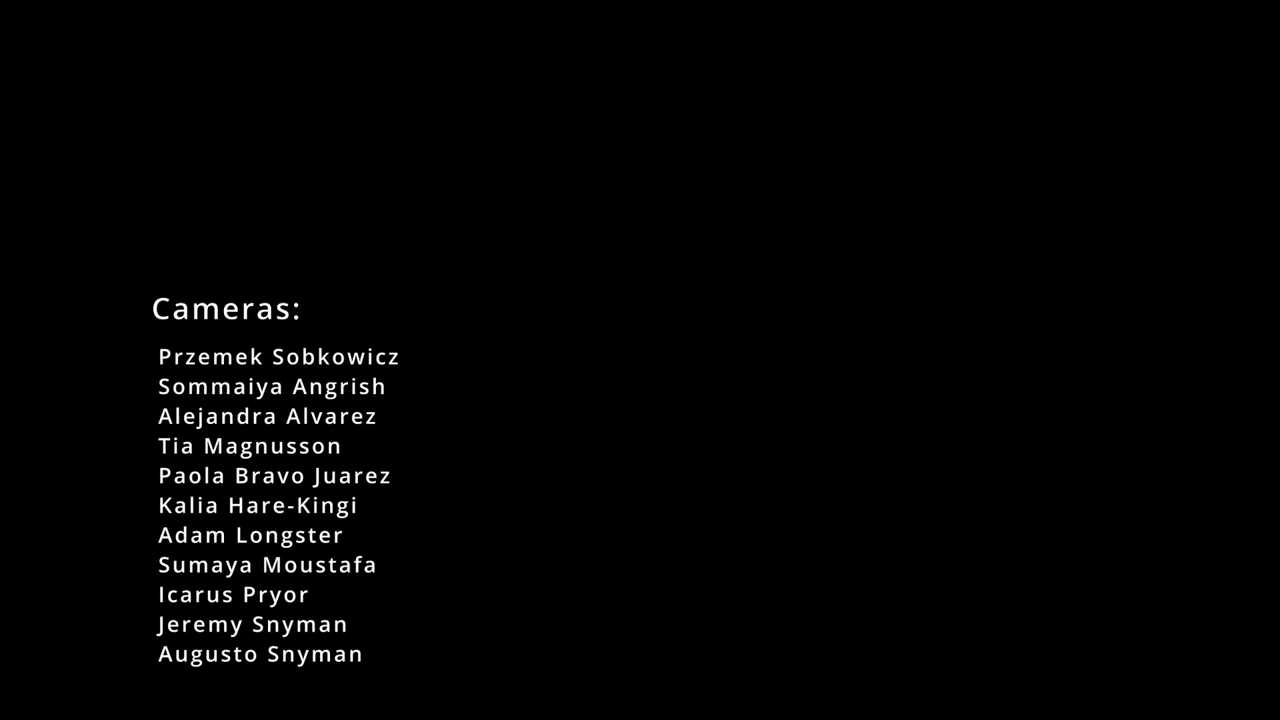 Cameras:
Przemek Sobkowicz
Sommaiya Angrish
Alejandra Alvarez
Tia Magnusson
Paola Bravo Juarez
Kalia Hare-Kingi
Adam Longster
Sumaya Moustafa
Icarus Pryor
Jeremy Snyman
Augusto Snyman